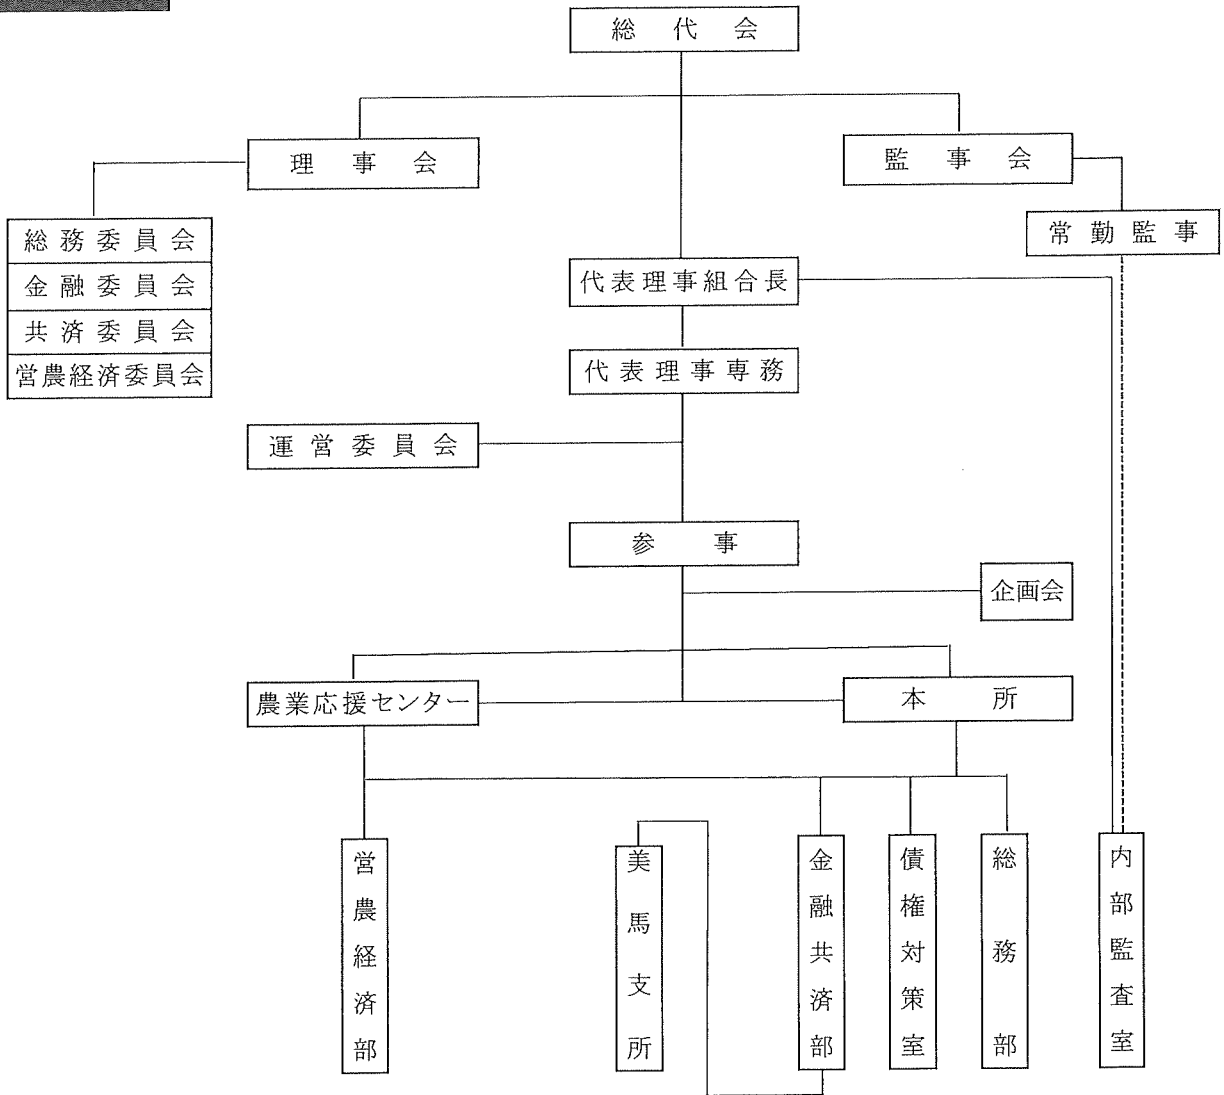 総代会
理事会
監事会
総務委員会
金融委員会
共済委員会
営農経済委員会
常勤監事
代表理事組合長
代表理事専務
運営委員会
参事
企画会
農業応援センター
本所
営農経済部
美馬支所
金融共済部
債権対策室
総務部
内部監査室